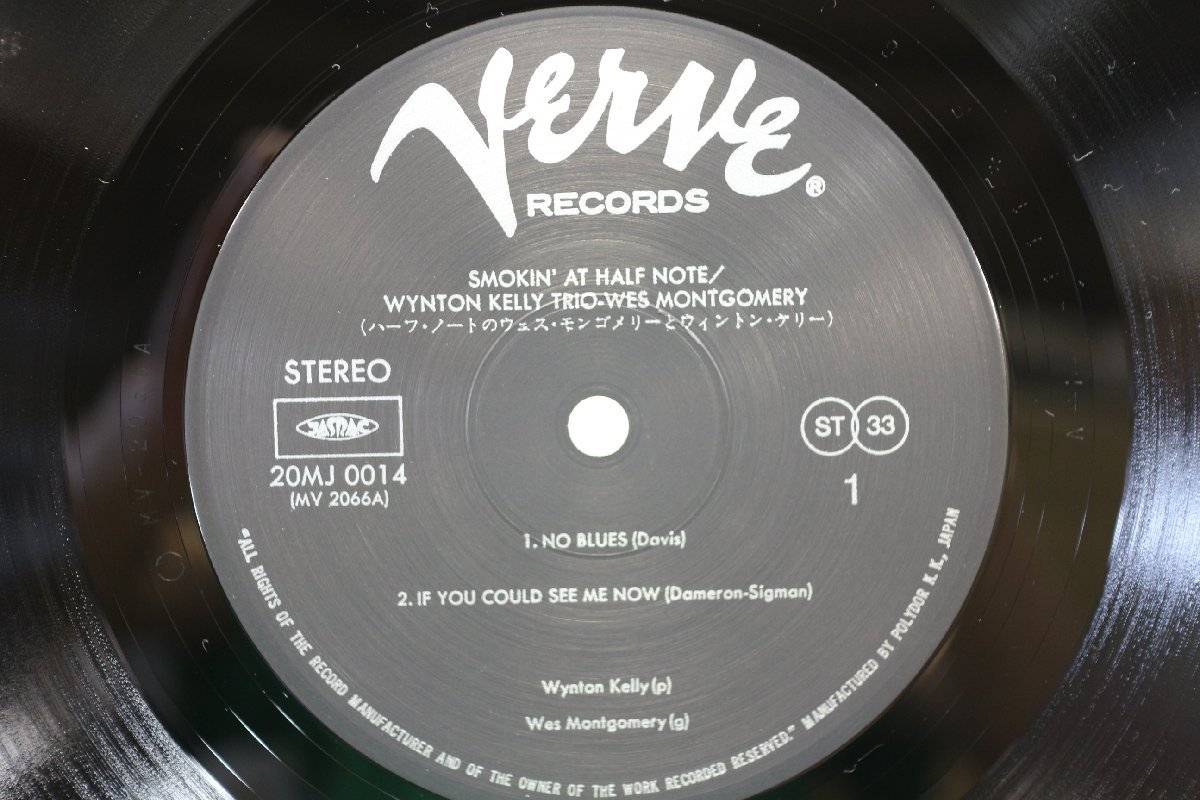 Verve ®
RECORDS
SMOKIN' AT HALF NOTE/
WYNTON KELLY TRIO-WES MONTGOMERY
(ハーフ・ノートのウェス・モンゴメリーとウィントン・ケリー)
STEREO
JASRAC
20MJ 0014
(MV 2066A)
ST 33
1
1. NO BLUES (Davis)
2. IF YOU COULD SEE ME NOW (Dameron-Sigman)
Wynton Kelly (p)
Wes Montgomery (g)
"ALL RIGHTS OF THE RECORD MANUFACTURER AND OF THE OWNER OF THE WORK RECORDED RESERVED." MANUFACTURED BY POLYDOR K.K., JAPAN